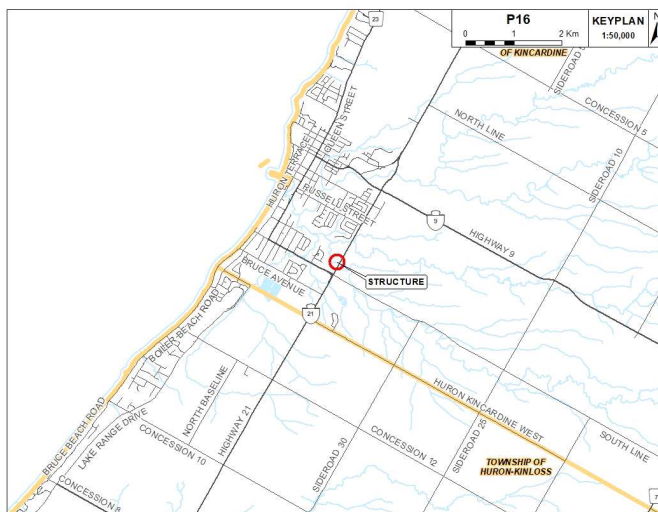 P16
0 1 2 Km
KEYPLAN
1:50,000
N
23
OF KINCARDINE
CONCESSION 5
NORTH LINE
SIDEROAD 10
QUEEN STREET
HURON TERRACE
RUSSELL STREET
9
HIGHWAY 9
BRUCE AVENUE
STRUCTURE
21
BOILER BEACH ROAD
NORTH BASELINE
HIGHWAY 21
HURON KINCARDINE WEST
BRUCE BEACH ROAD
LAKE RANGE DRIVE
CONCESSION 10
SIDEROAD 30
CONCESSION 12
SIDEROAD 25
SOUTH LINE
TOWNSHIP OF
HURON-KINLOSS
CONCESSION 8